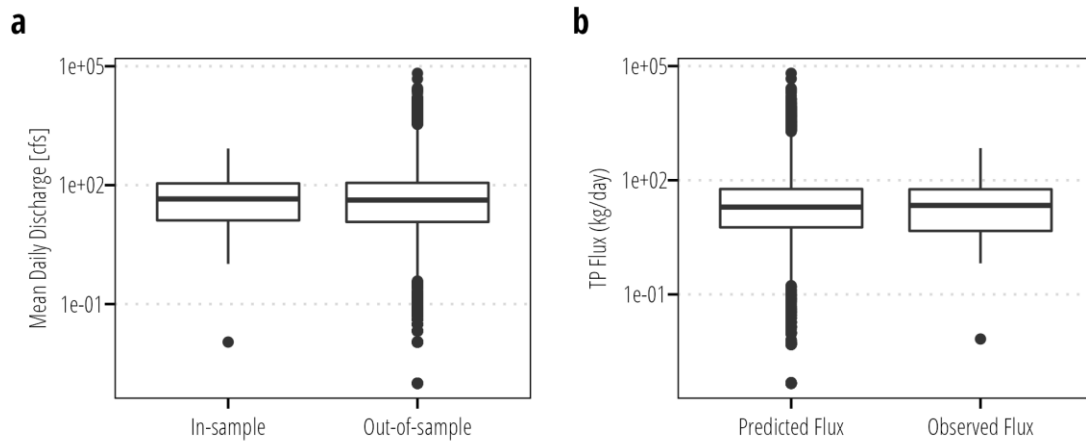 a
Mean Daily Discharge [cfs]
1e+05
1e+02
1e-01
In-sample
Out-of-sample
b
TP Flux (kg/day)
1e+05
1e+02
1e-01
Predicted Flux
Observed Flux